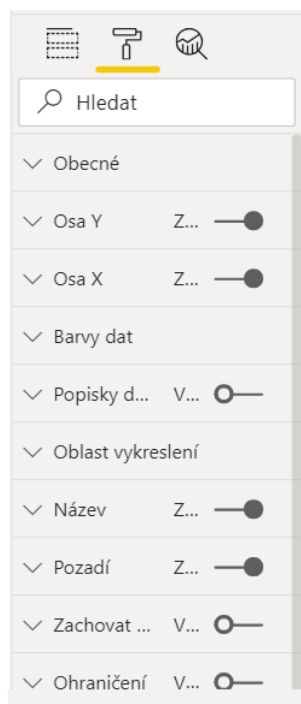 Hledat
Obecné
Osa Y Z...
Osa X Z...
Barvy dat
Popisky d... V...
Oblast vykreslení
Název Z...
Pozadí Z...
Zachovat ... V...
Ohraničení V...